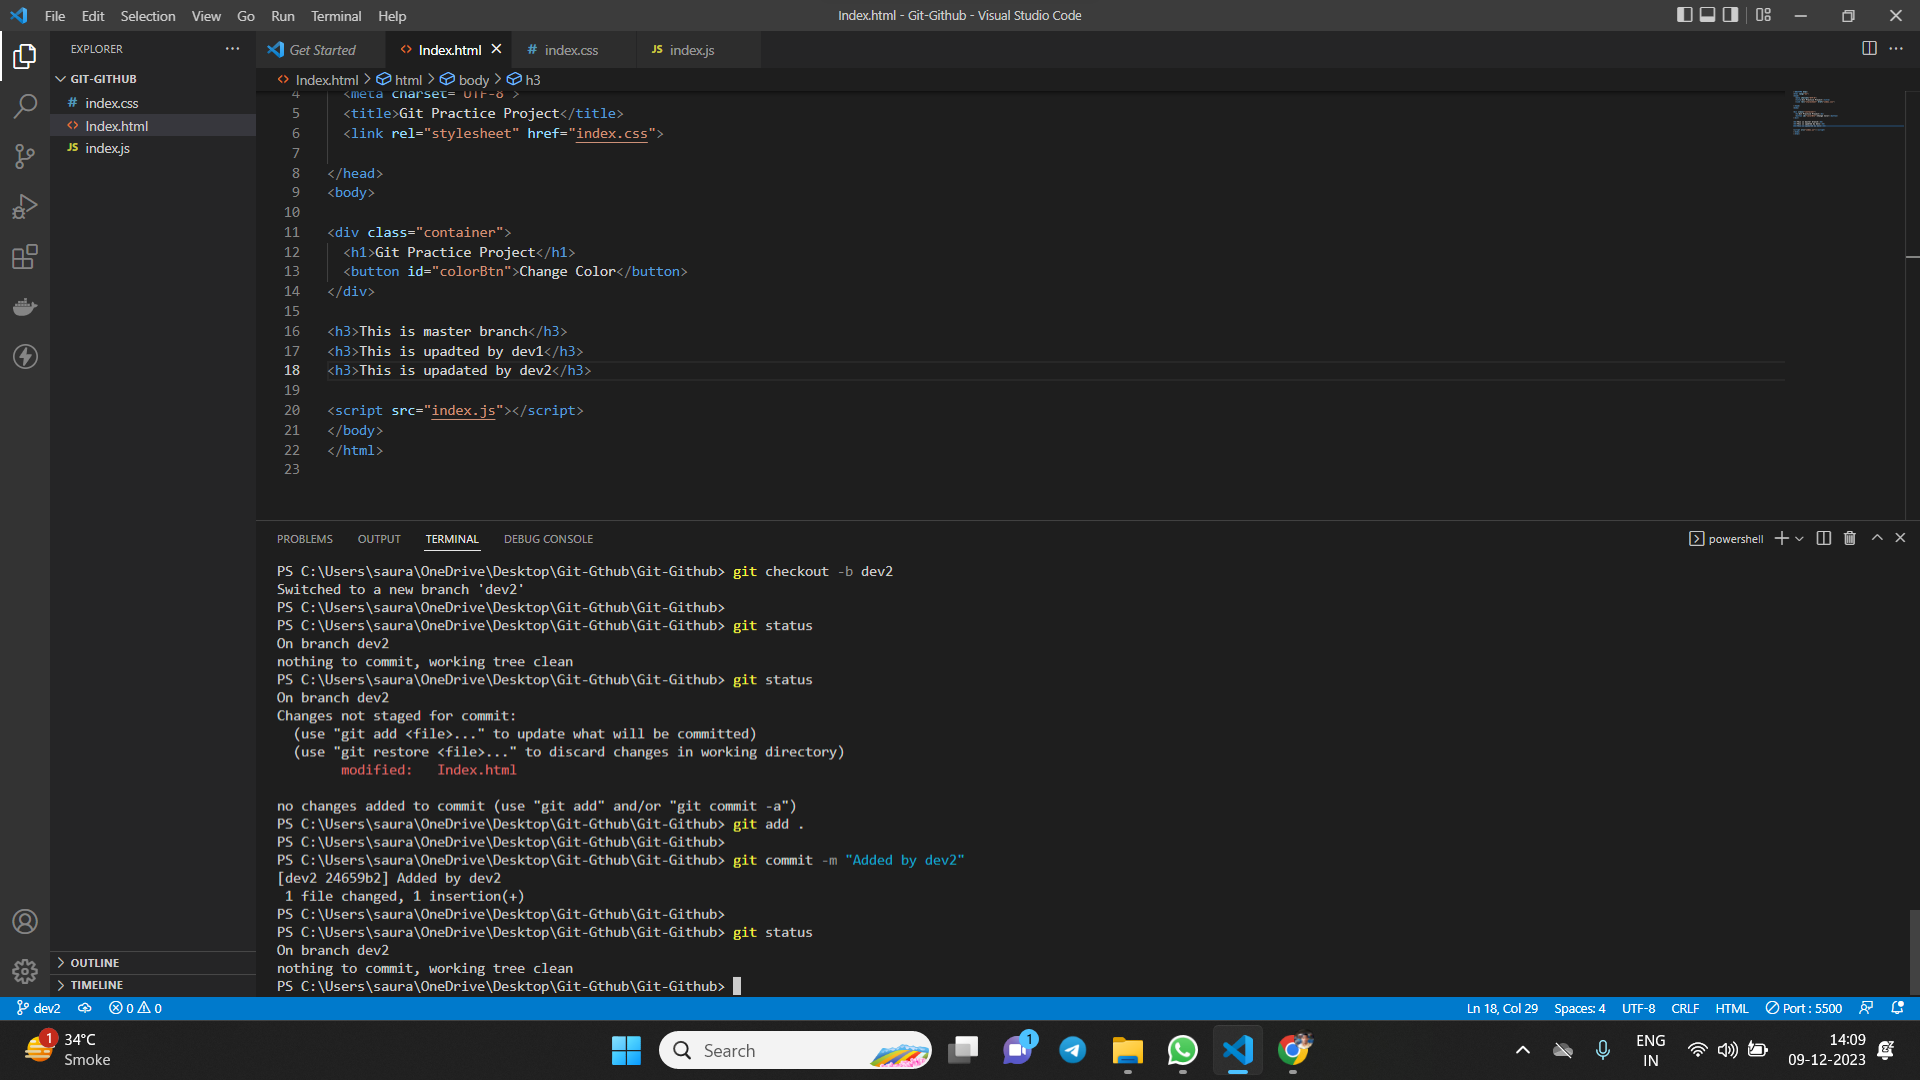 File Edit Selection View Go Run Terminal Help
Index.html - Git-Github - Visual Studio Code
EXPLORER
GIT-GITHUB
# index.css
<> Index.html
JS index.js
Get Started
<> Index.html
# index.css
JS index.js
<> Index.html > html > body > h3
4 <meta charset="UTF-8">
5 <title>Git Practice Project</title>
6 <link rel="stylesheet" href="index.css">
7
8 </head>
9 <body>
10
11 <div class="container">
12 <h1>Git Practice Project</h1>
13 <button id="colorBtn">Change Color</button>
14 </div>
15
16 <h3>This is master branch</h3>
17 <h3>This is upadted by dev1</h3>
18 <h3>This is upadated by dev2</h3>
19
20 <script src="index.js"></script>
21 </body>
22 </html>
23
PROBLEMS OUTPUT TERMINAL DEBUG CONSOLE
powershell
PS C:\Users\saura\OneDrive\Desktop\Git-Gthub\Git-Github> git checkout -b dev2
Switched to a new branch 'dev2'
PS C:\Users\saura\OneDrive\Desktop\Git-Gthub\Git-Github>
PS C:\Users\saura\OneDrive\Desktop\Git-Gthub\Git-Github> git status
On branch dev2
nothing to commit, working tree clean
PS C:\Users\saura\OneDrive\Desktop\Git-Gthub\Git-Github> git status
On branch dev2
Changes not staged for commit:
(use "git add <file>..." to update what will be committed)
(use "git restore <file>..." to discard changes in working directory)
modified: Index.html
no changes added to commit (use "git add" and/or "git commit -a")
PS C:\Users\saura\OneDrive\Desktop\Git-Gthub\Git-Github> git add .
PS C:\Users\saura\OneDrive\Desktop\Git-Gthub\Git-Github>
PS C:\Users\saura\OneDrive\Desktop\Git-Gthub\Git-Github> git commit -m "Added by dev2"
[dev2 24659b2] Added by dev2
1 file changed, 1 insertion(+)
PS C:\Users\saura\OneDrive\Desktop\Git-Gthub\Git-Github>
PS C:\Users\saura\OneDrive\Desktop\Git-Gthub\Git-Github> git status
On branch dev2
nothing to commit, working tree clean
PS C:\Users\saura\OneDrive\Desktop\Git-Gthub\Git-Github>
OUTLINE
TIMELINE
dev2 0 0
Ln 18, Col 29 Spaces: 4 UTF-8 CRLF HTML Port : 5500
1
34°C
Smoke
Search
1
ENG
IN
14:09
09-12-2023